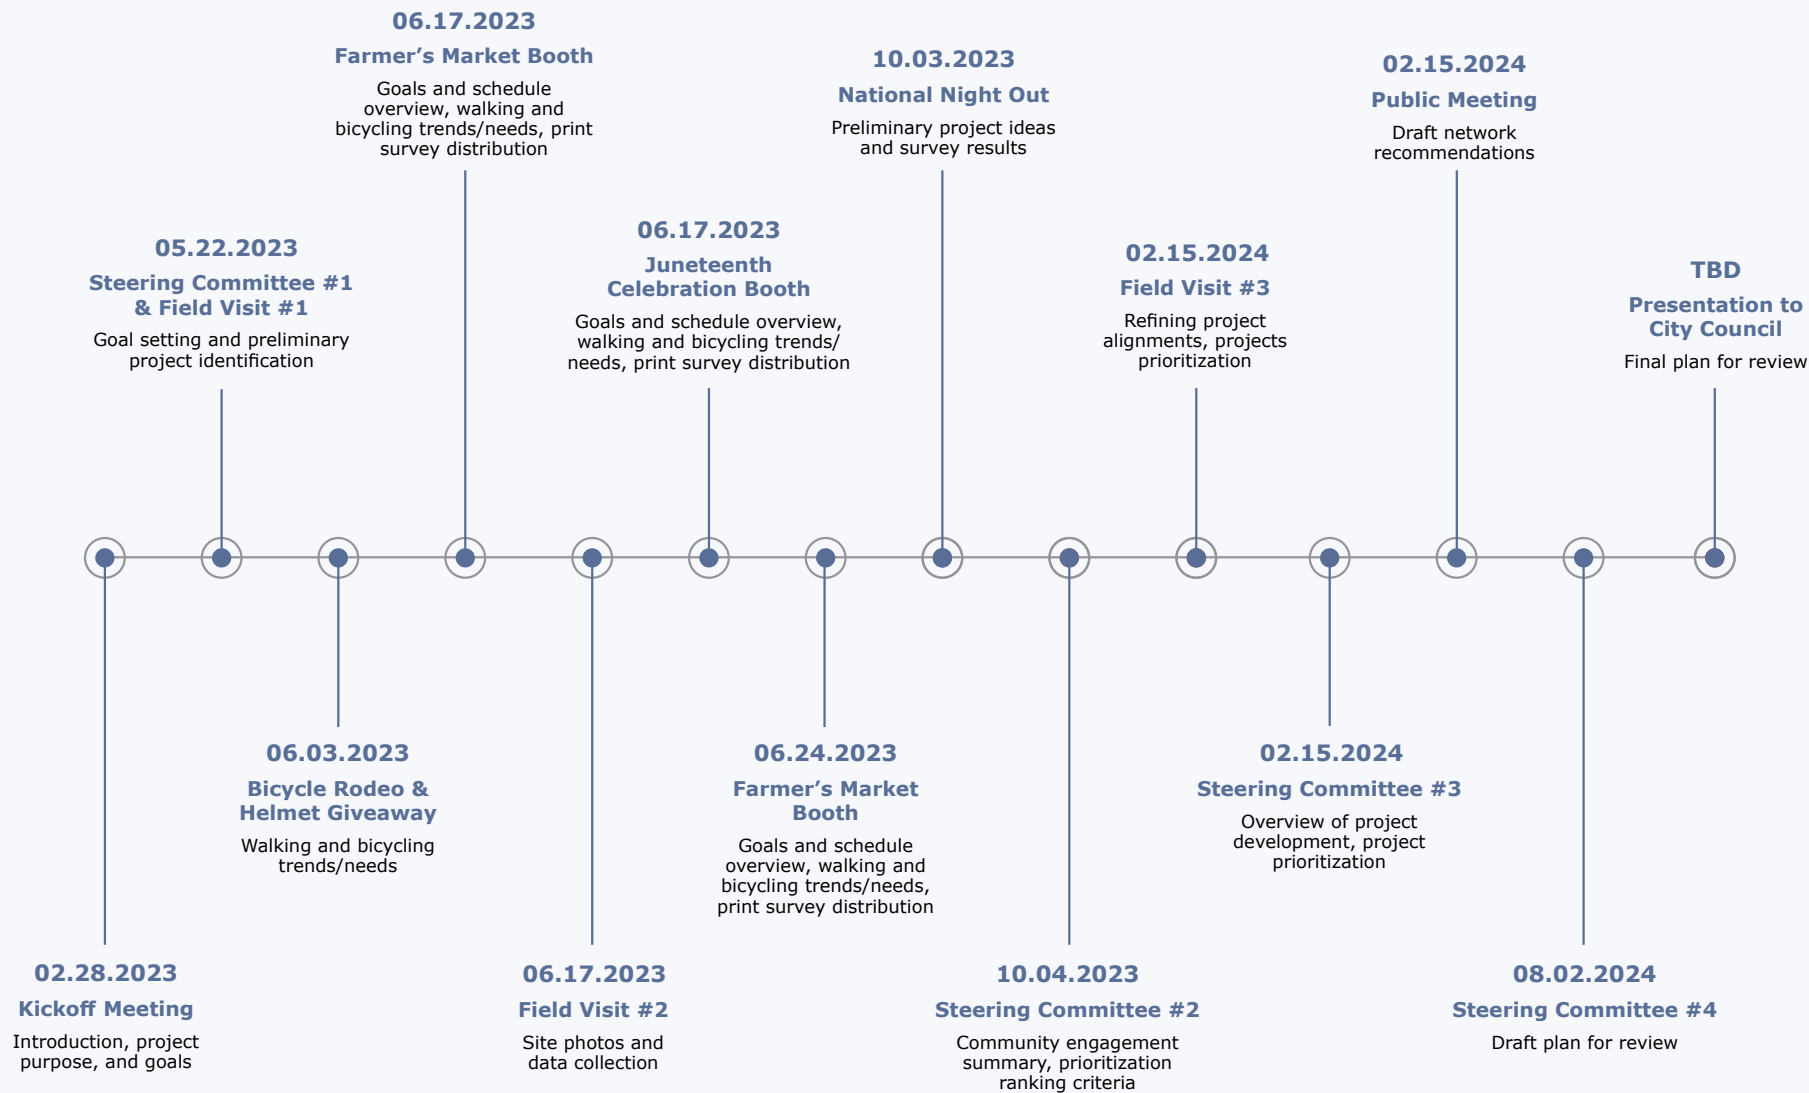 06.17.2023
Farmer’s Market Booth
Goals and schedule
overview, walking and
bicycling trends/needs, print
survey distribution
10.03.2023
National Night Out
Preliminary project ideas
and survey results
02.15.2024
Public Meeting
Draft network
recommendations
05.22.2023
Steering Committee #1
& Field Visit #1
Goal setting and preliminary
project identification
06.17.2023
Juneteenth
Celebration Booth
Goals and schedule overview,
walking and bicycling trends/
needs, print survey distribution
02.15.2024
Field Visit #3
Refining project
alignments, projects
prioritization
TBD
Presentation to
City Council
Final plan for review
06.03.2023
Bicycle Rodeo &
Helmet Giveaway
Walking and bicycling
trends/needs
06.24.2023
Farmer’s Market
Booth
Goals and schedule
overview, walking and
bicycling trends/needs,
print survey distribution
02.15.2024
Steering Committee #3
Overview of project
development, project
prioritization
02.28.2023
Kickoff Meeting
Introduction, project
purpose, and goals
06.17.2023
Field Visit #2
Site photos and
data collection
10.04.2023
Steering Committee #2
Community engagement
summary, prioritization
ranking criteria
08.02.2024
Steering Committee #4
Draft plan for review